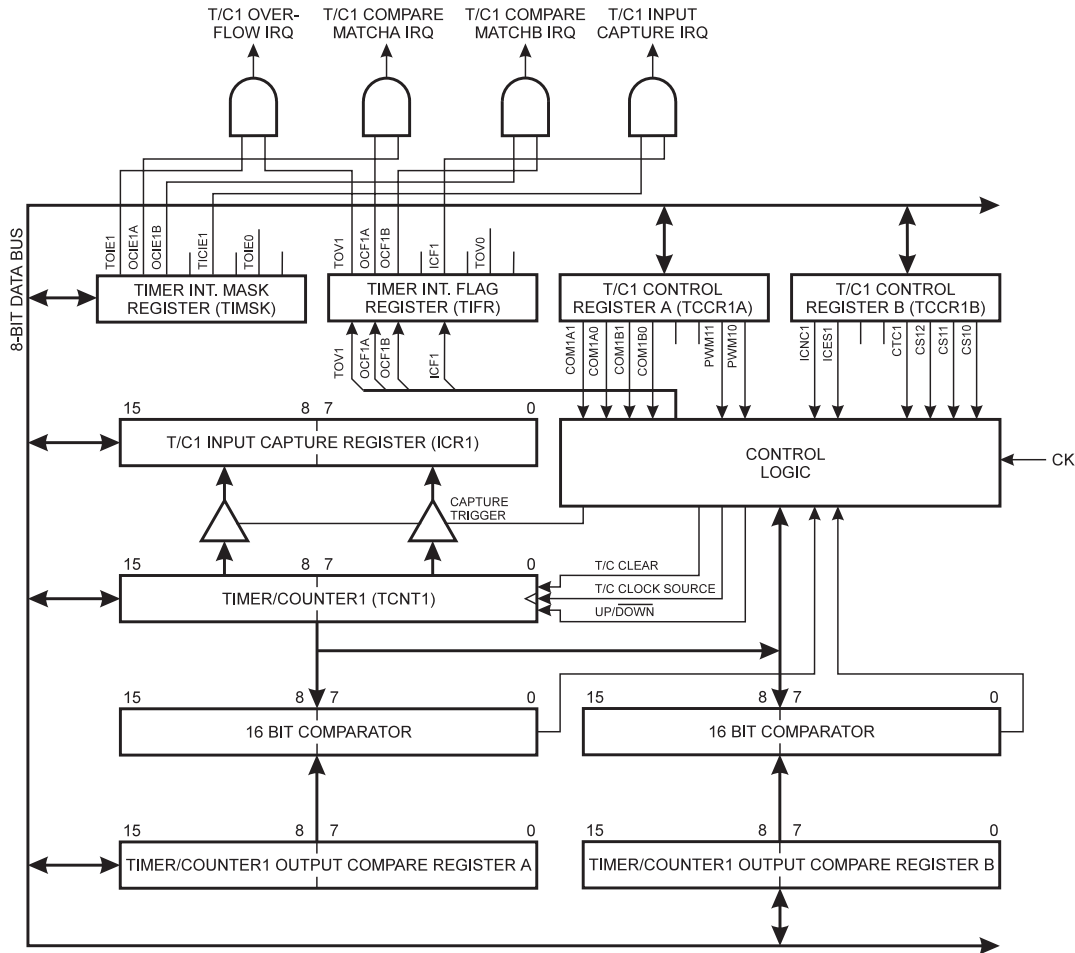 T/C1 OVER-
FLOW IRQ
T/C1 COMPARE
MATCHA IRQ
T/C1 COMPARE
MATCHB IRQ
T/C1 INPUT
CAPTURE IRQ
8-BIT DATA BUS
TOIE1
OCIE1A
OCIE1B
TICIE1
TOIE0
TOV1
OCF1A
OCF1B
ICF1
TOV0
TIMER INT. MASK
REGISTER (TIMSK)
TIMER INT. FLAG
REGISTER (TIFR)
T/C1 CONTROL
REGISTER A (TCCR1A)
T/C1 CONTROL
REGISTER B (TCCR1B)
TOV1
OCF1A
OCF1B
ICF1
COM1A1
COM1A0
COM1B1
COM1B0
PWM11
PWM10
ICNC1
ICES1
CTC1
CS12
CS11
CS10
15 8 7 0
T/C1 INPUT CAPTURE REGISTER (ICR1)
CONTROL
LOGIC
CK
CAPTURE
TRIGGER
15 8 7 0
TIMER/COUNTER1 (TCNT1)
T/C CLEAR
T/C CLOCK SOURCE
UP/DOWN
15 8 7 0
16 BIT COMPARATOR
15 8 7 0
16 BIT COMPARATOR
15 8 7 0
TIMER/COUNTER1 OUTPUT COMPARE REGISTER A
15 8 7 0
TIMER/COUNTER1 OUTPUT COMPARE REGISTER B